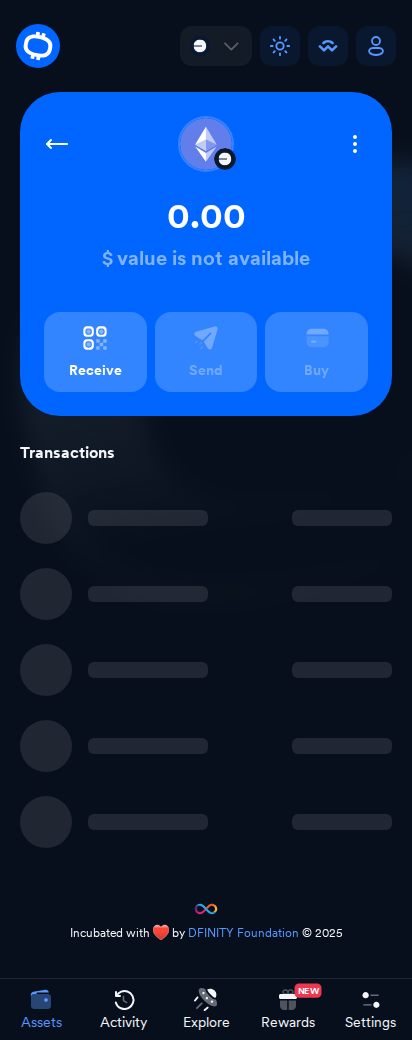 0.00
$ value is not available
Receive
Send
Buy
Transactions
Incubated with ❤️ by DFINITY Foundation © 2025
NEW
Assets
Activity
Explore
Rewards
Settings